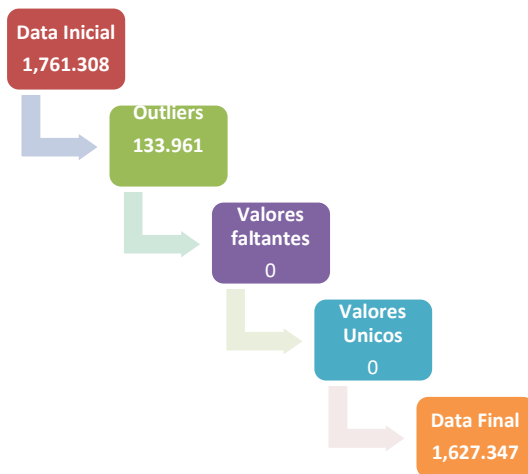 Data Inicial
1,761.308
Outliers
133.961
Valores
faltantes
0
Valores
Unicos
0
Data Final
1,627.347